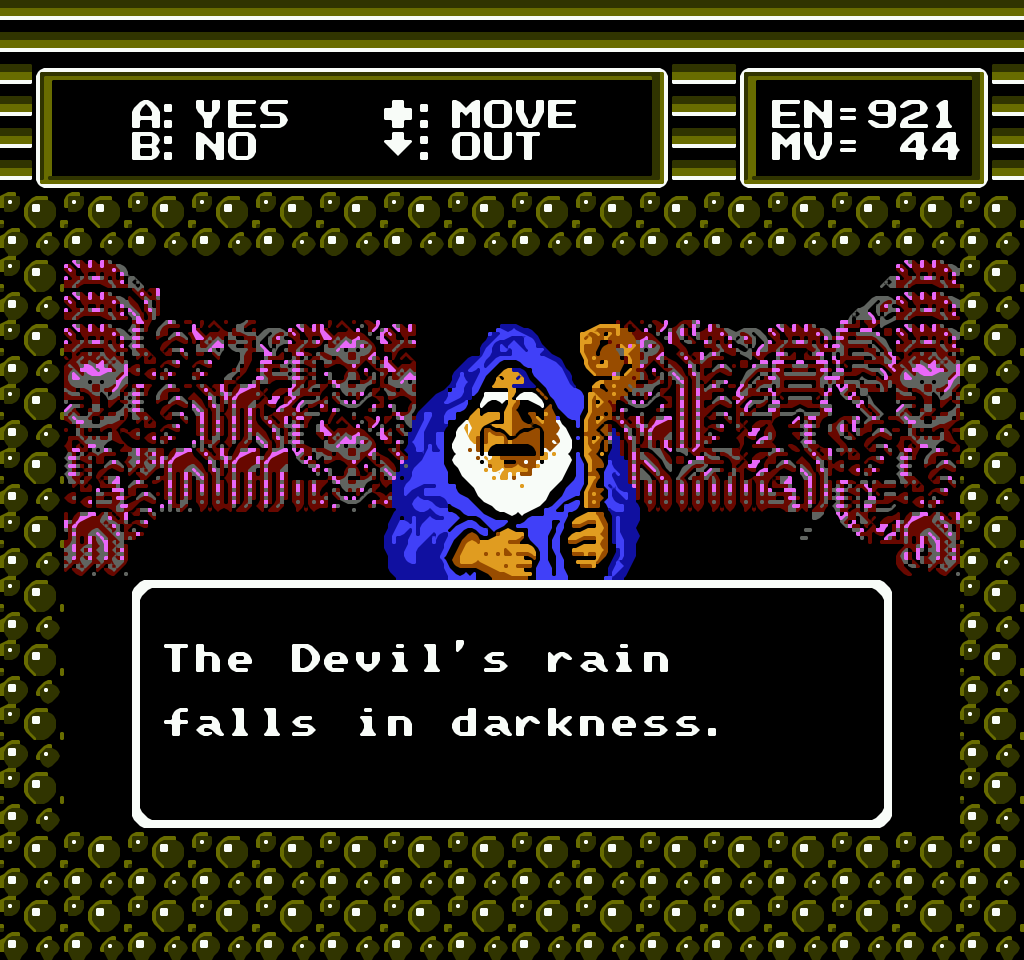 A: YES ✚: MOVE EN=921
B: NO ⬇: OUT MV= 44
The Devil's rain
falls in darkness.